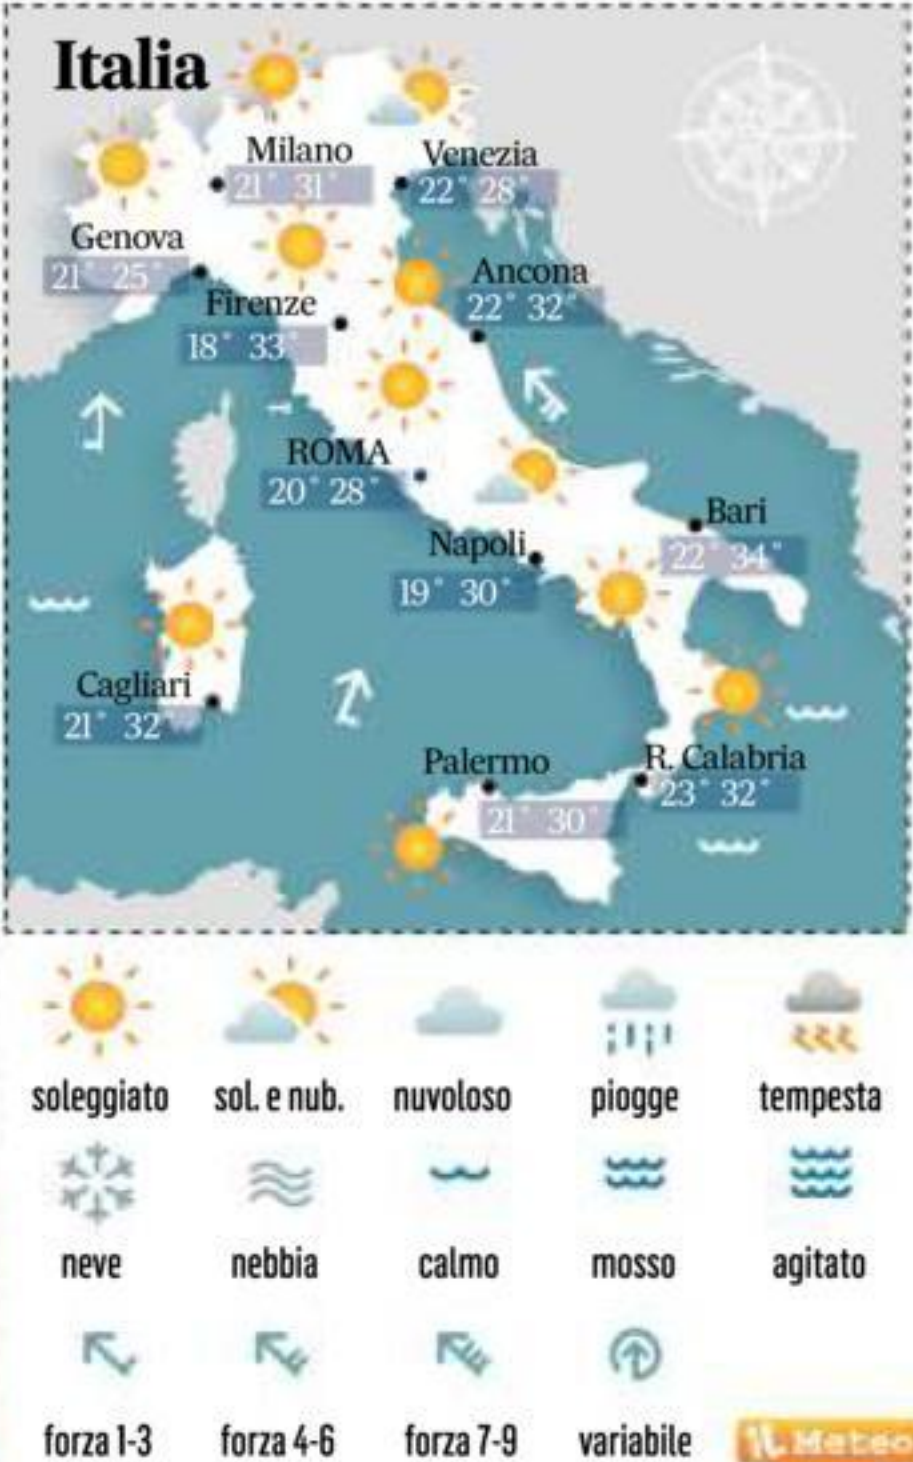 Italia
Milano
21° 31°
Venezia
22° 28°
Genova
21° 25°
Ancona
22° 32°
Firenze
18° 33°
ROMA
20° 28°
Bari
22° 34°
Napoli
19° 30°
Cagliari
21° 32°
Palermo
21° 30°
R. Calabria
23° 32°
soleggiato sol. e nub. nuvoloso piogge tempesta
neve nebbia calmo mosso agitato
forza 1-3 forza 4-6 forza 7-9 variabile
iL Meteo